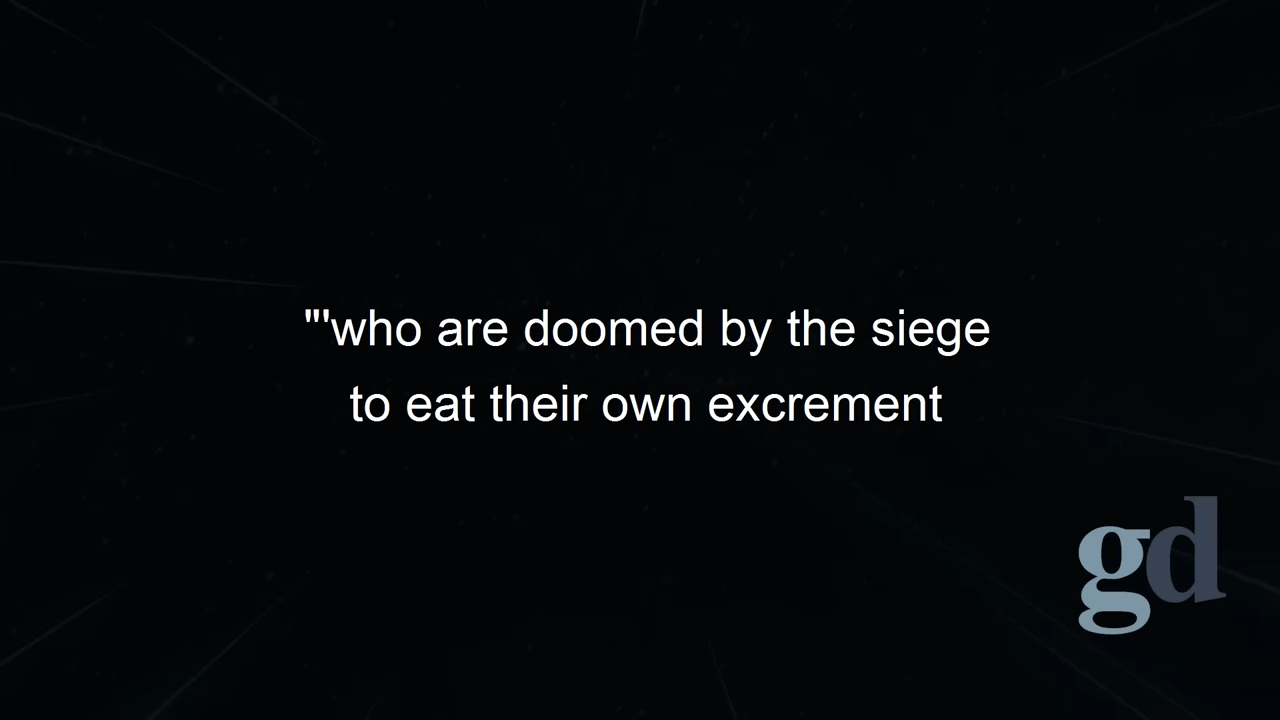 "'who are doomed by the siege
to eat their own excrement
gd